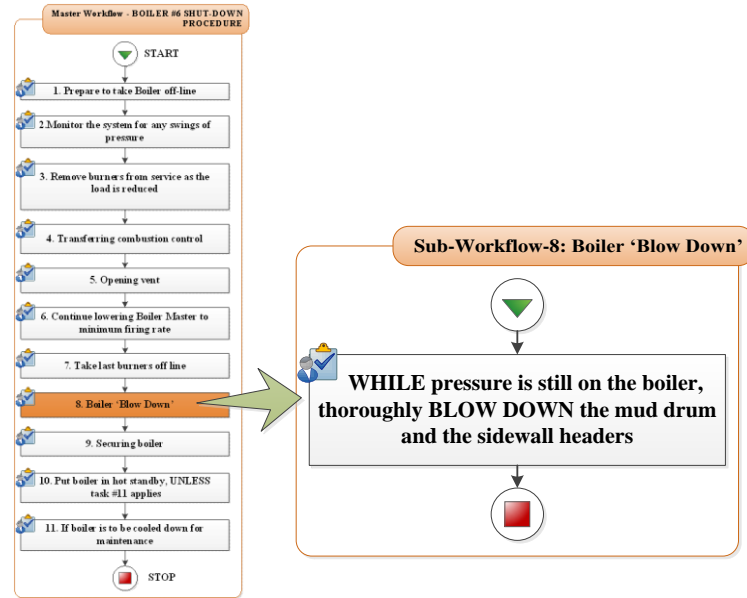 Master Workflow - BOILER #6 SHUT-DOWN
PROCEDURE
START
1. Prepare to take Boiler off-line
2.Monitor the system for any swings of
pressure
3. Remove burners from service as the
load is reduced
4. Transferring combustion control
5. Opening vent
6. Continue lowering Boiler Master to
minimum firing rate
7. Take last burners off line
8. Boiler ‘Blow Down’
9. Securing boiler
10. Put boiler in hot standby, UNLESS
task #11 applies
11. If boiler is to be cooled down for
maintenance
STOP
Sub-Workflow-8: Boiler ‘Blow Down’
WHILE pressure is still on the boiler,
thoroughly BLOW DOWN the mud drum
and the sidewall headers